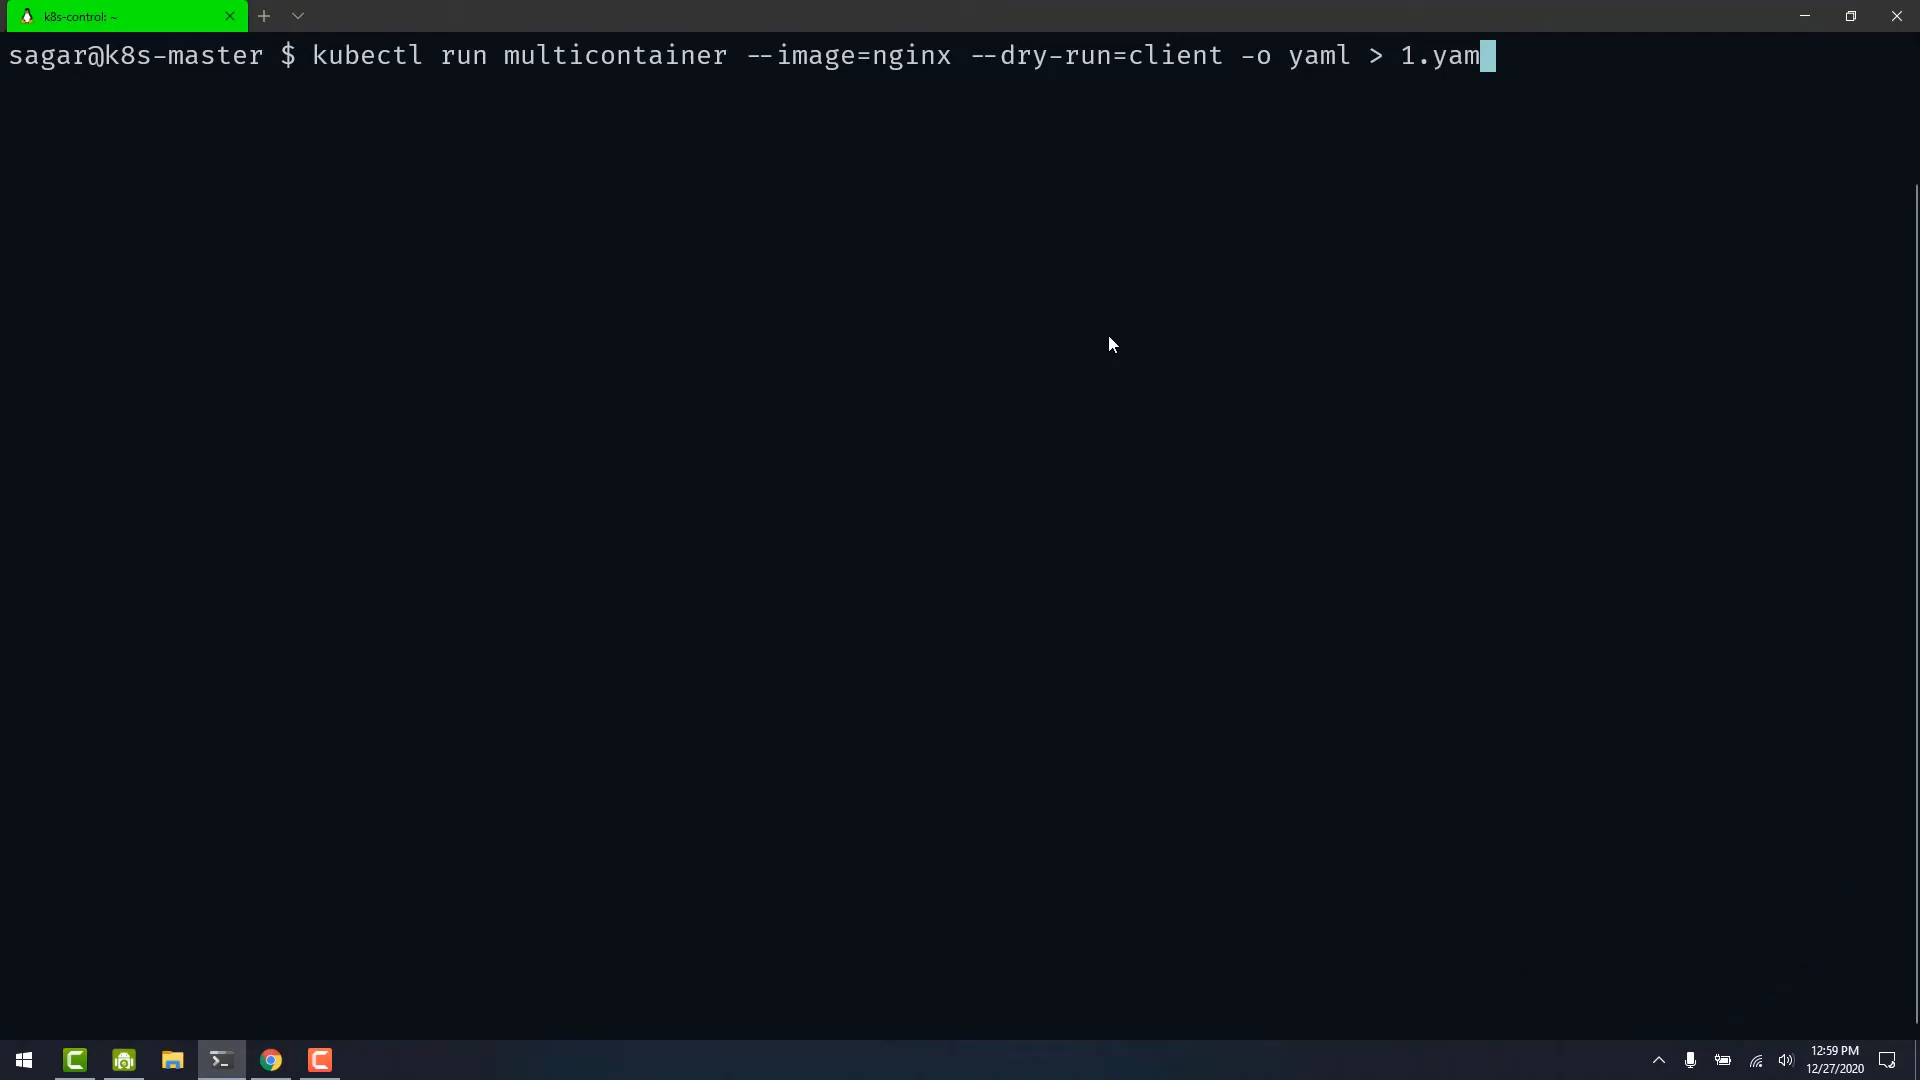 k8s-control: ~
sagar@k8s-master $ kubectl run multicontainer --image=nginx --dry-run=client -o yaml > 1.yam
12:59 PM
12/27/2020